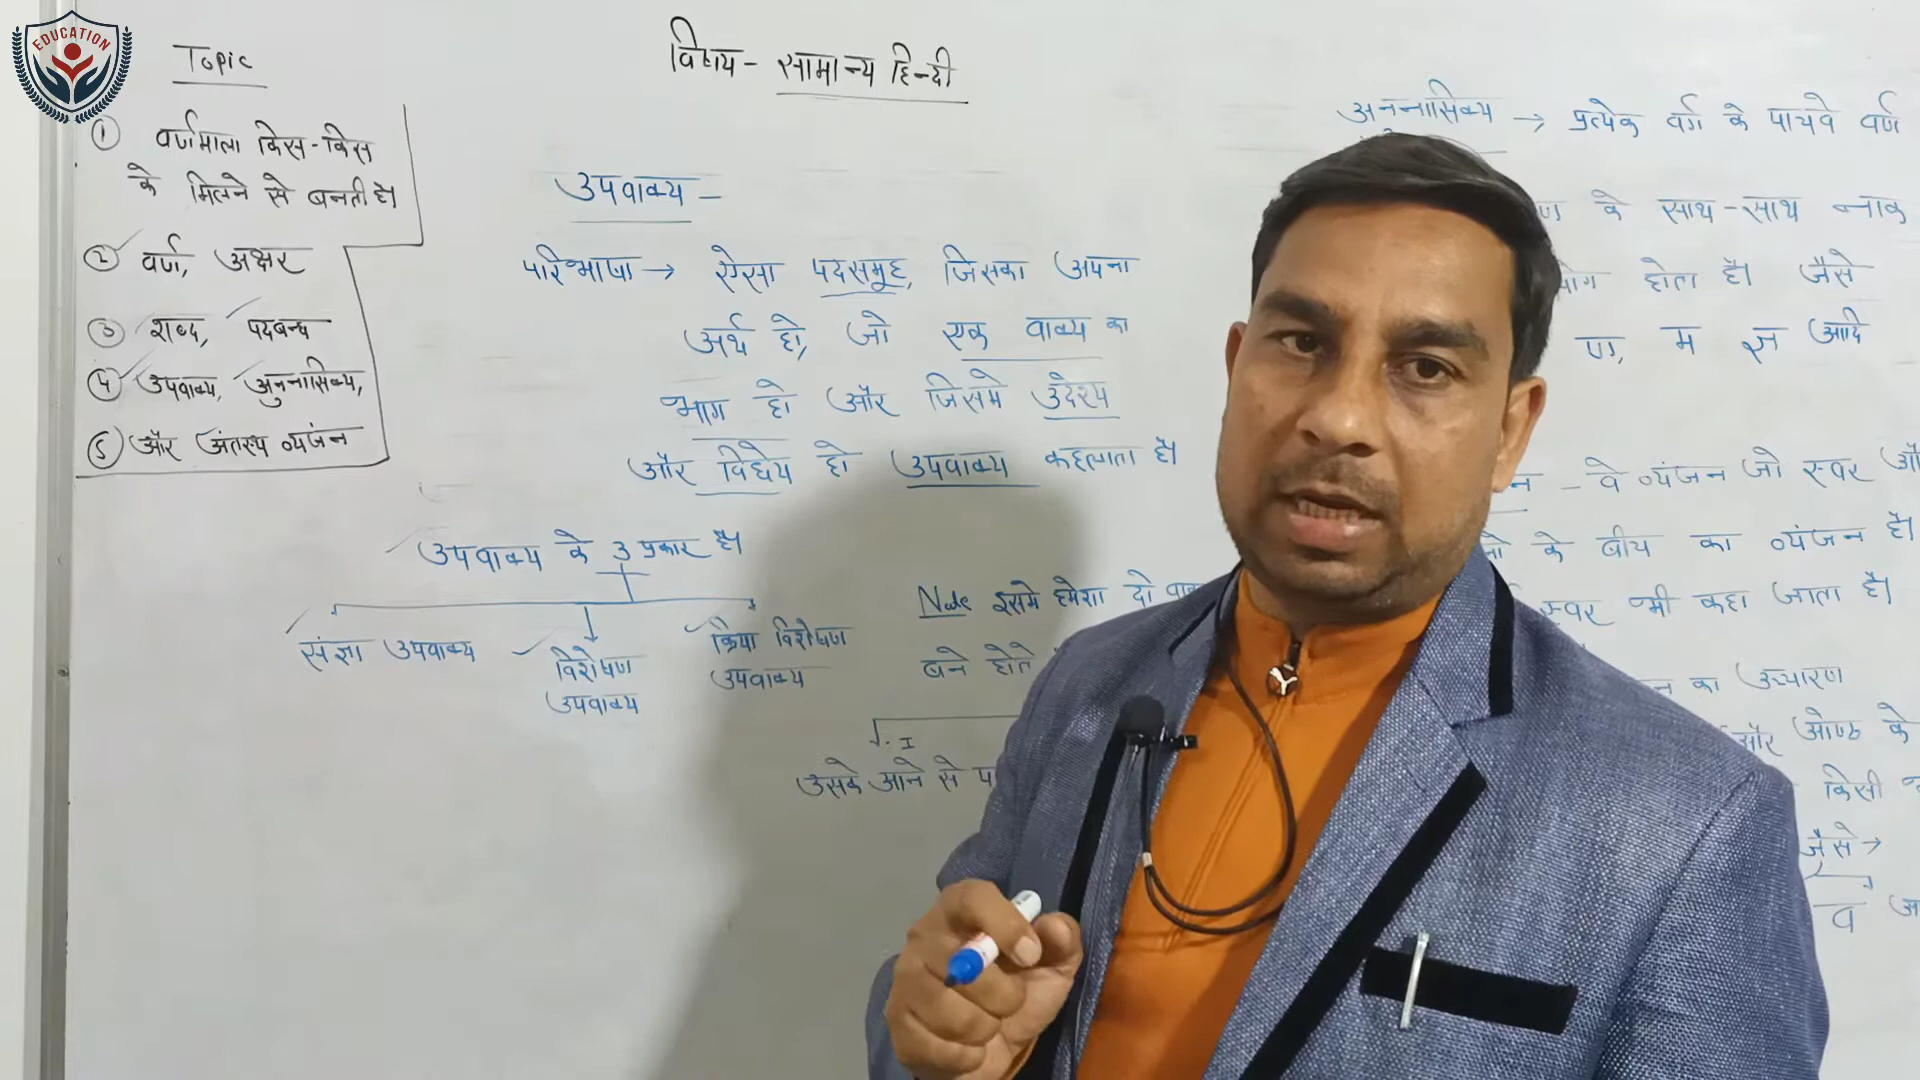 EDUCATION
Topic
① वर्णमाला किस-किस
के मिलने से बनती है।
② वर्ण, अक्षर
③ शब्द, पदबन्ध
④ उपवाक्य, अनुनासिक्य,
⑤ और अंतस्थ व्यंजन
विषय - सामान्य हिन्दी
उपवाक्य -
परिभाषा → ऐसा पदसमूह, जिसका अपना
अर्थ हो, जो एक वाक्य का
भाग हो और जिसमे उदेश्य
और विधेय हो उपवाक्य कहलाता है।
उपवाक्य के 3 प्रकार है।
संज्ञा उपवाक्य
विशेषण
उपवाक्य
क्रिया विशेषण
उपवाक्य
Note इसमे हमेशा दो
बने होते
I
उसके आने से
अनुनासिक्य → प्रत्येक वर्ग के पाचवे वर्ण
के साथ-साथ नाक
होता है। जैसे
ण, म ञ आदि
न - वे व्यंजन जो स्वर
के बीच का व्यंजन है।
स्वर भी कहा जाता है।
का उच्चारण
और ओष्ठ के
किसी
जैसे →
व